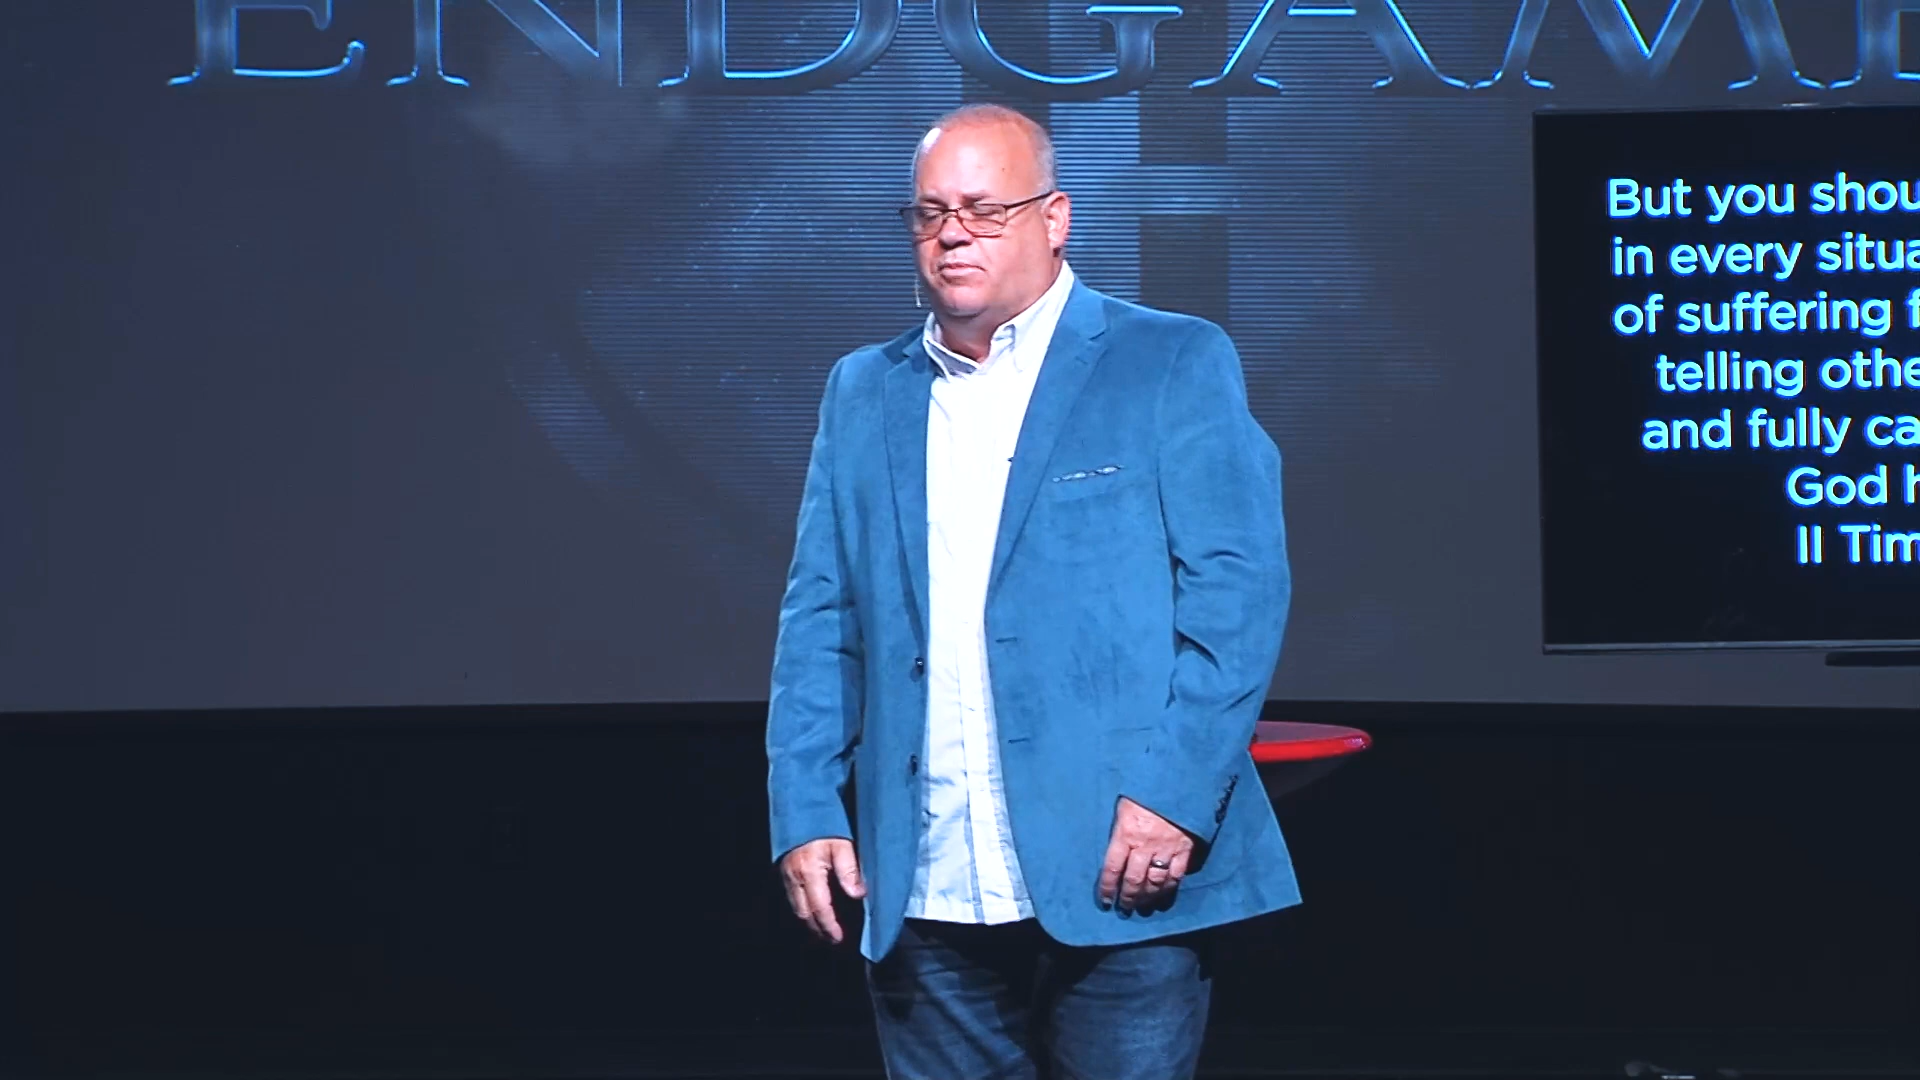 ENDGAME
But you shou
in every situa
of suffering f
telling othe
and fully ca
God h
II Tim